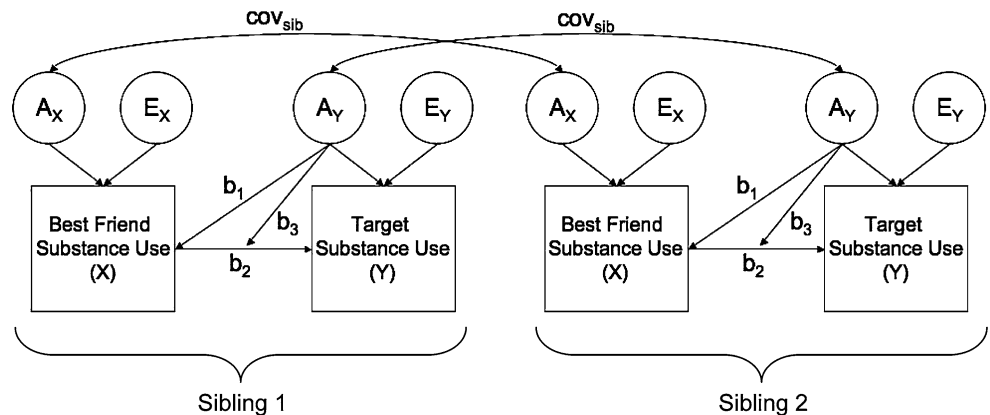 cov_sib cov_sib
A_X E_X A_Y E_Y A_X E_X A_Y E_Y
b_1 b_1
Best Friend
Substance Use
(X)
b_3
b_2
Target
Substance Use
(Y)
Best Friend
Substance Use
(X)
b_3
b_2
Target
Substance Use
(Y)
Sibling 1 Sibling 2